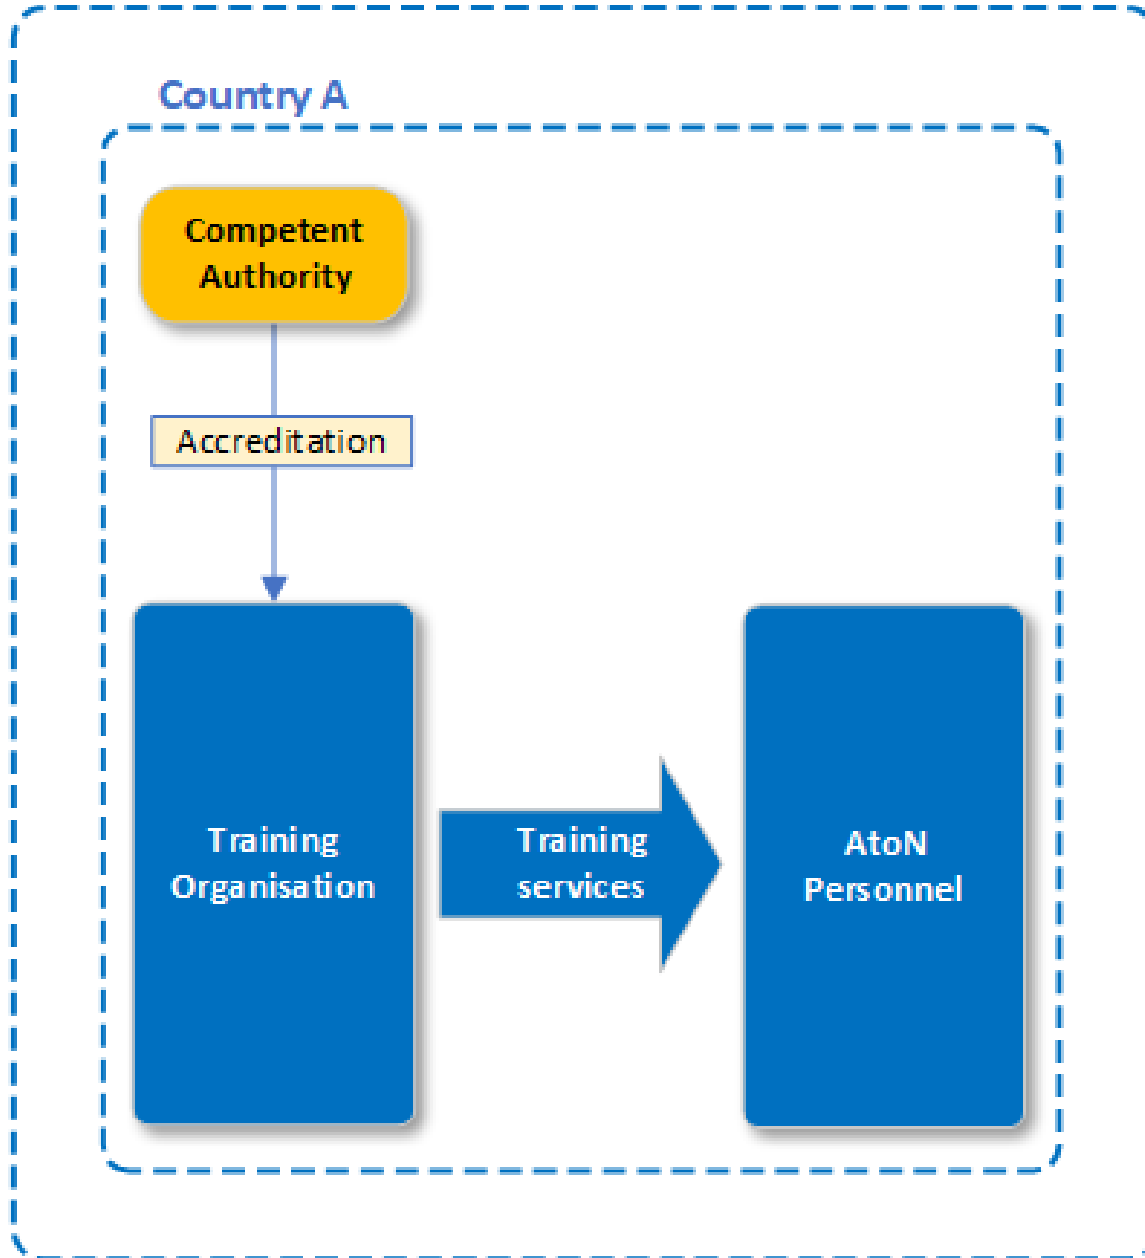 Country A
Competent
Authority
Accreditation
Training
Organisation
Training
services
AtoN
Personnel